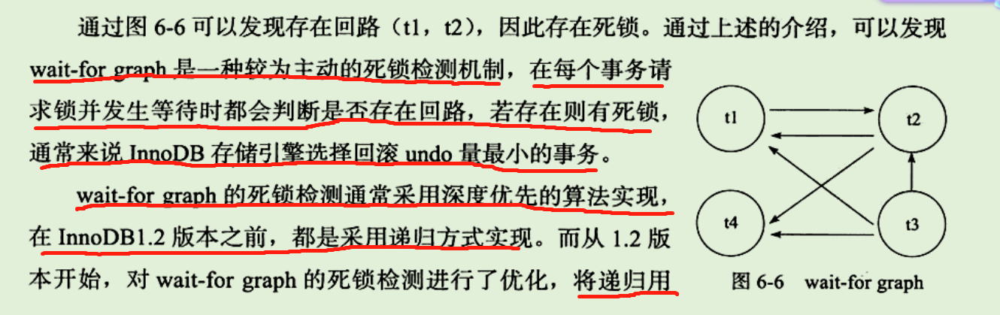 通过图 6-6 可以发现存在回路（t1，t2），因此存在死锁。通过上述的介绍，可以发现
wait-for graph 是一种较为主动的死锁检测机制，在每个事务请
求锁并发生等待时都会判断是否存在回路，若存在则有死锁，
通常来说 InnoDB 存储引擎选择回滚 undo 量最小的事务。
wait-for graph 的死锁检测通常采用深度优先的算法实现，
在 InnoDB1.2 版本之前，都是采用递归方式实现。而从 1.2 版
本开始，对 wait-for graph 的死锁检测进行了优化，将递归用
t1
t2
t4
t3
图 6-6 wait-for graph